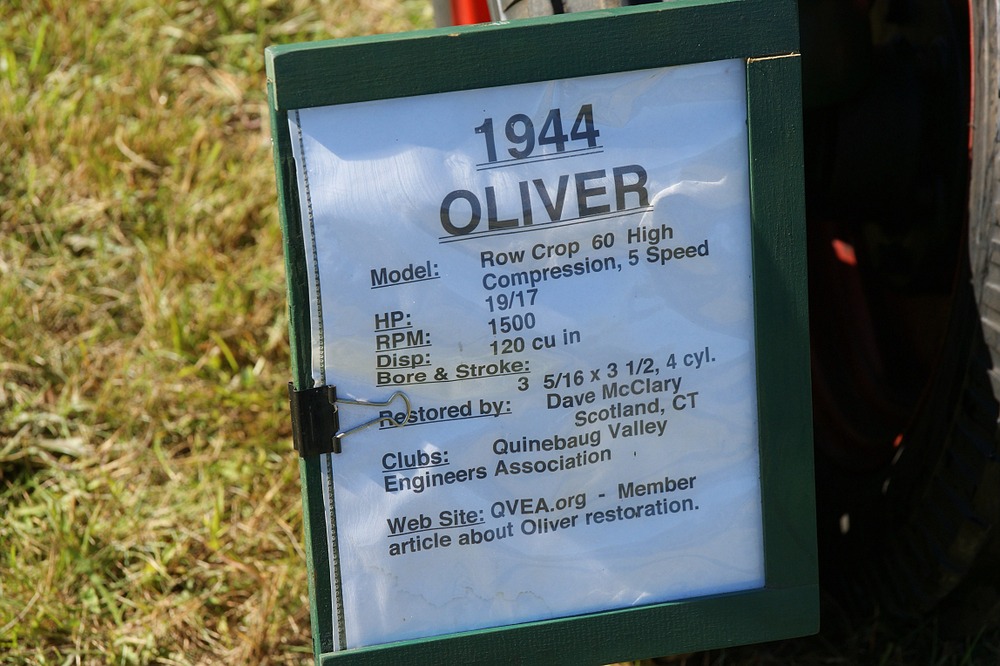 1944
OLIVER
Model: Row Crop 60 High
Compression, 5 Speed
HP: 19/17
RPM: 1500
Disp: 120 cu in
Bore & Stroke:
3 5/16 x 3 1/2, 4 cyl.
Restored by: Dave McClary
Scotland, CT
Clubs: Quinebaug Valley
Engineers Association
Web Site: QVEA.org - Member
article about Oliver restoration.